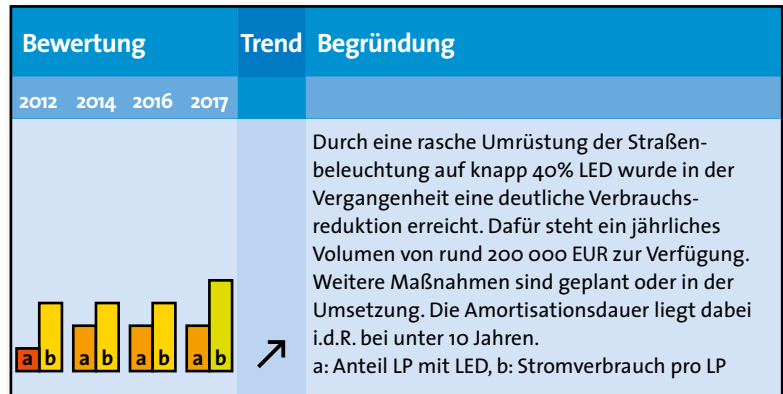 Bewertung Trend Begründung
2012 2014 2016 2017
Durch eine rasche Umrüstung der Straßen-
beleuchtung auf knapp 40% LED wurde in der
Vergangenheit eine deutliche Verbrauchs-
reduktion erreicht. Dafür steht ein jährliches
Volumen von rund 200 000 EUR zur Verfügung.
Weitere Maßnahmen sind geplant oder in der
Umsetzung. Die Amortisationsdauer liegt dabei
i.d.R. bei unter 10 Jahren.
a: Anteil LP mit LED, b: Stromverbrauch pro LP
a b a b a b a b